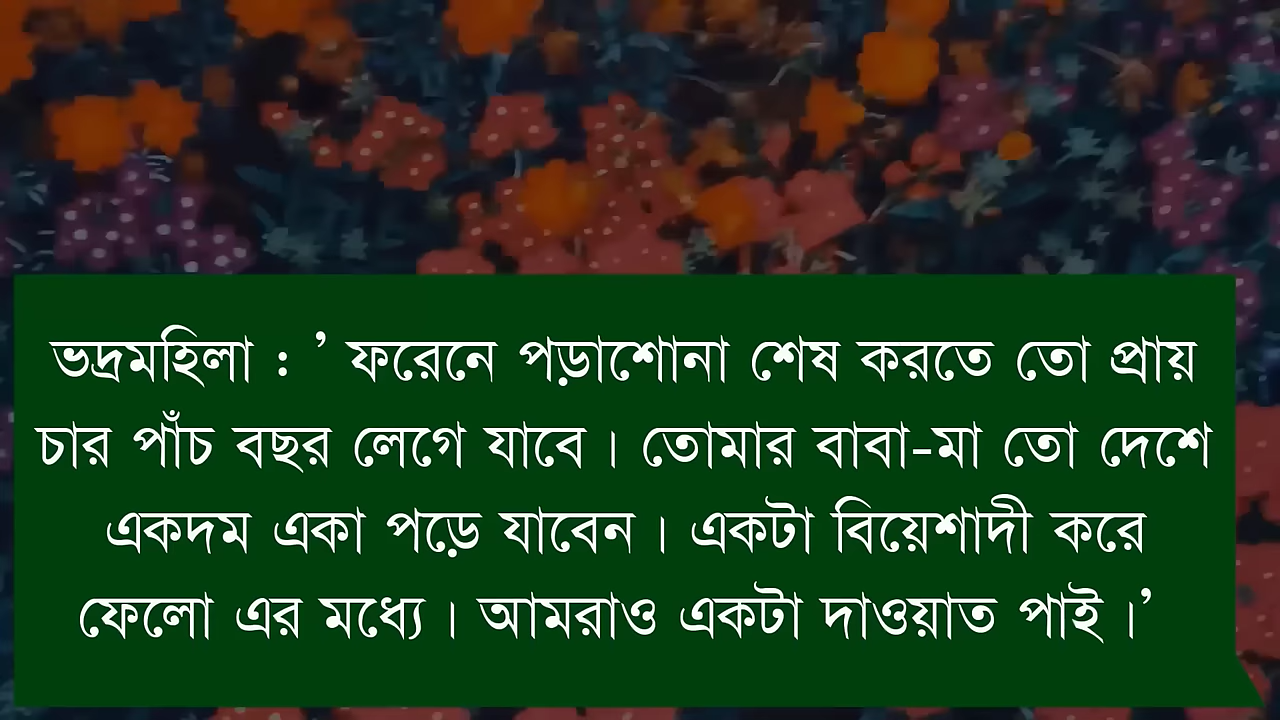 ভদ্রমহিলা : ’ ফরেনে পড়াশোনা শেষ করতে তো প্রায়
চার পাঁচ বছর লেগে যাবে। তোমার বাবা-মা তো দেশে
একদম একা পড়ে যাবেন। একটা বিয়েশাদী করে
ফেলো এর মধ্যে। আমরাও একটা দাওয়াত পাই।’